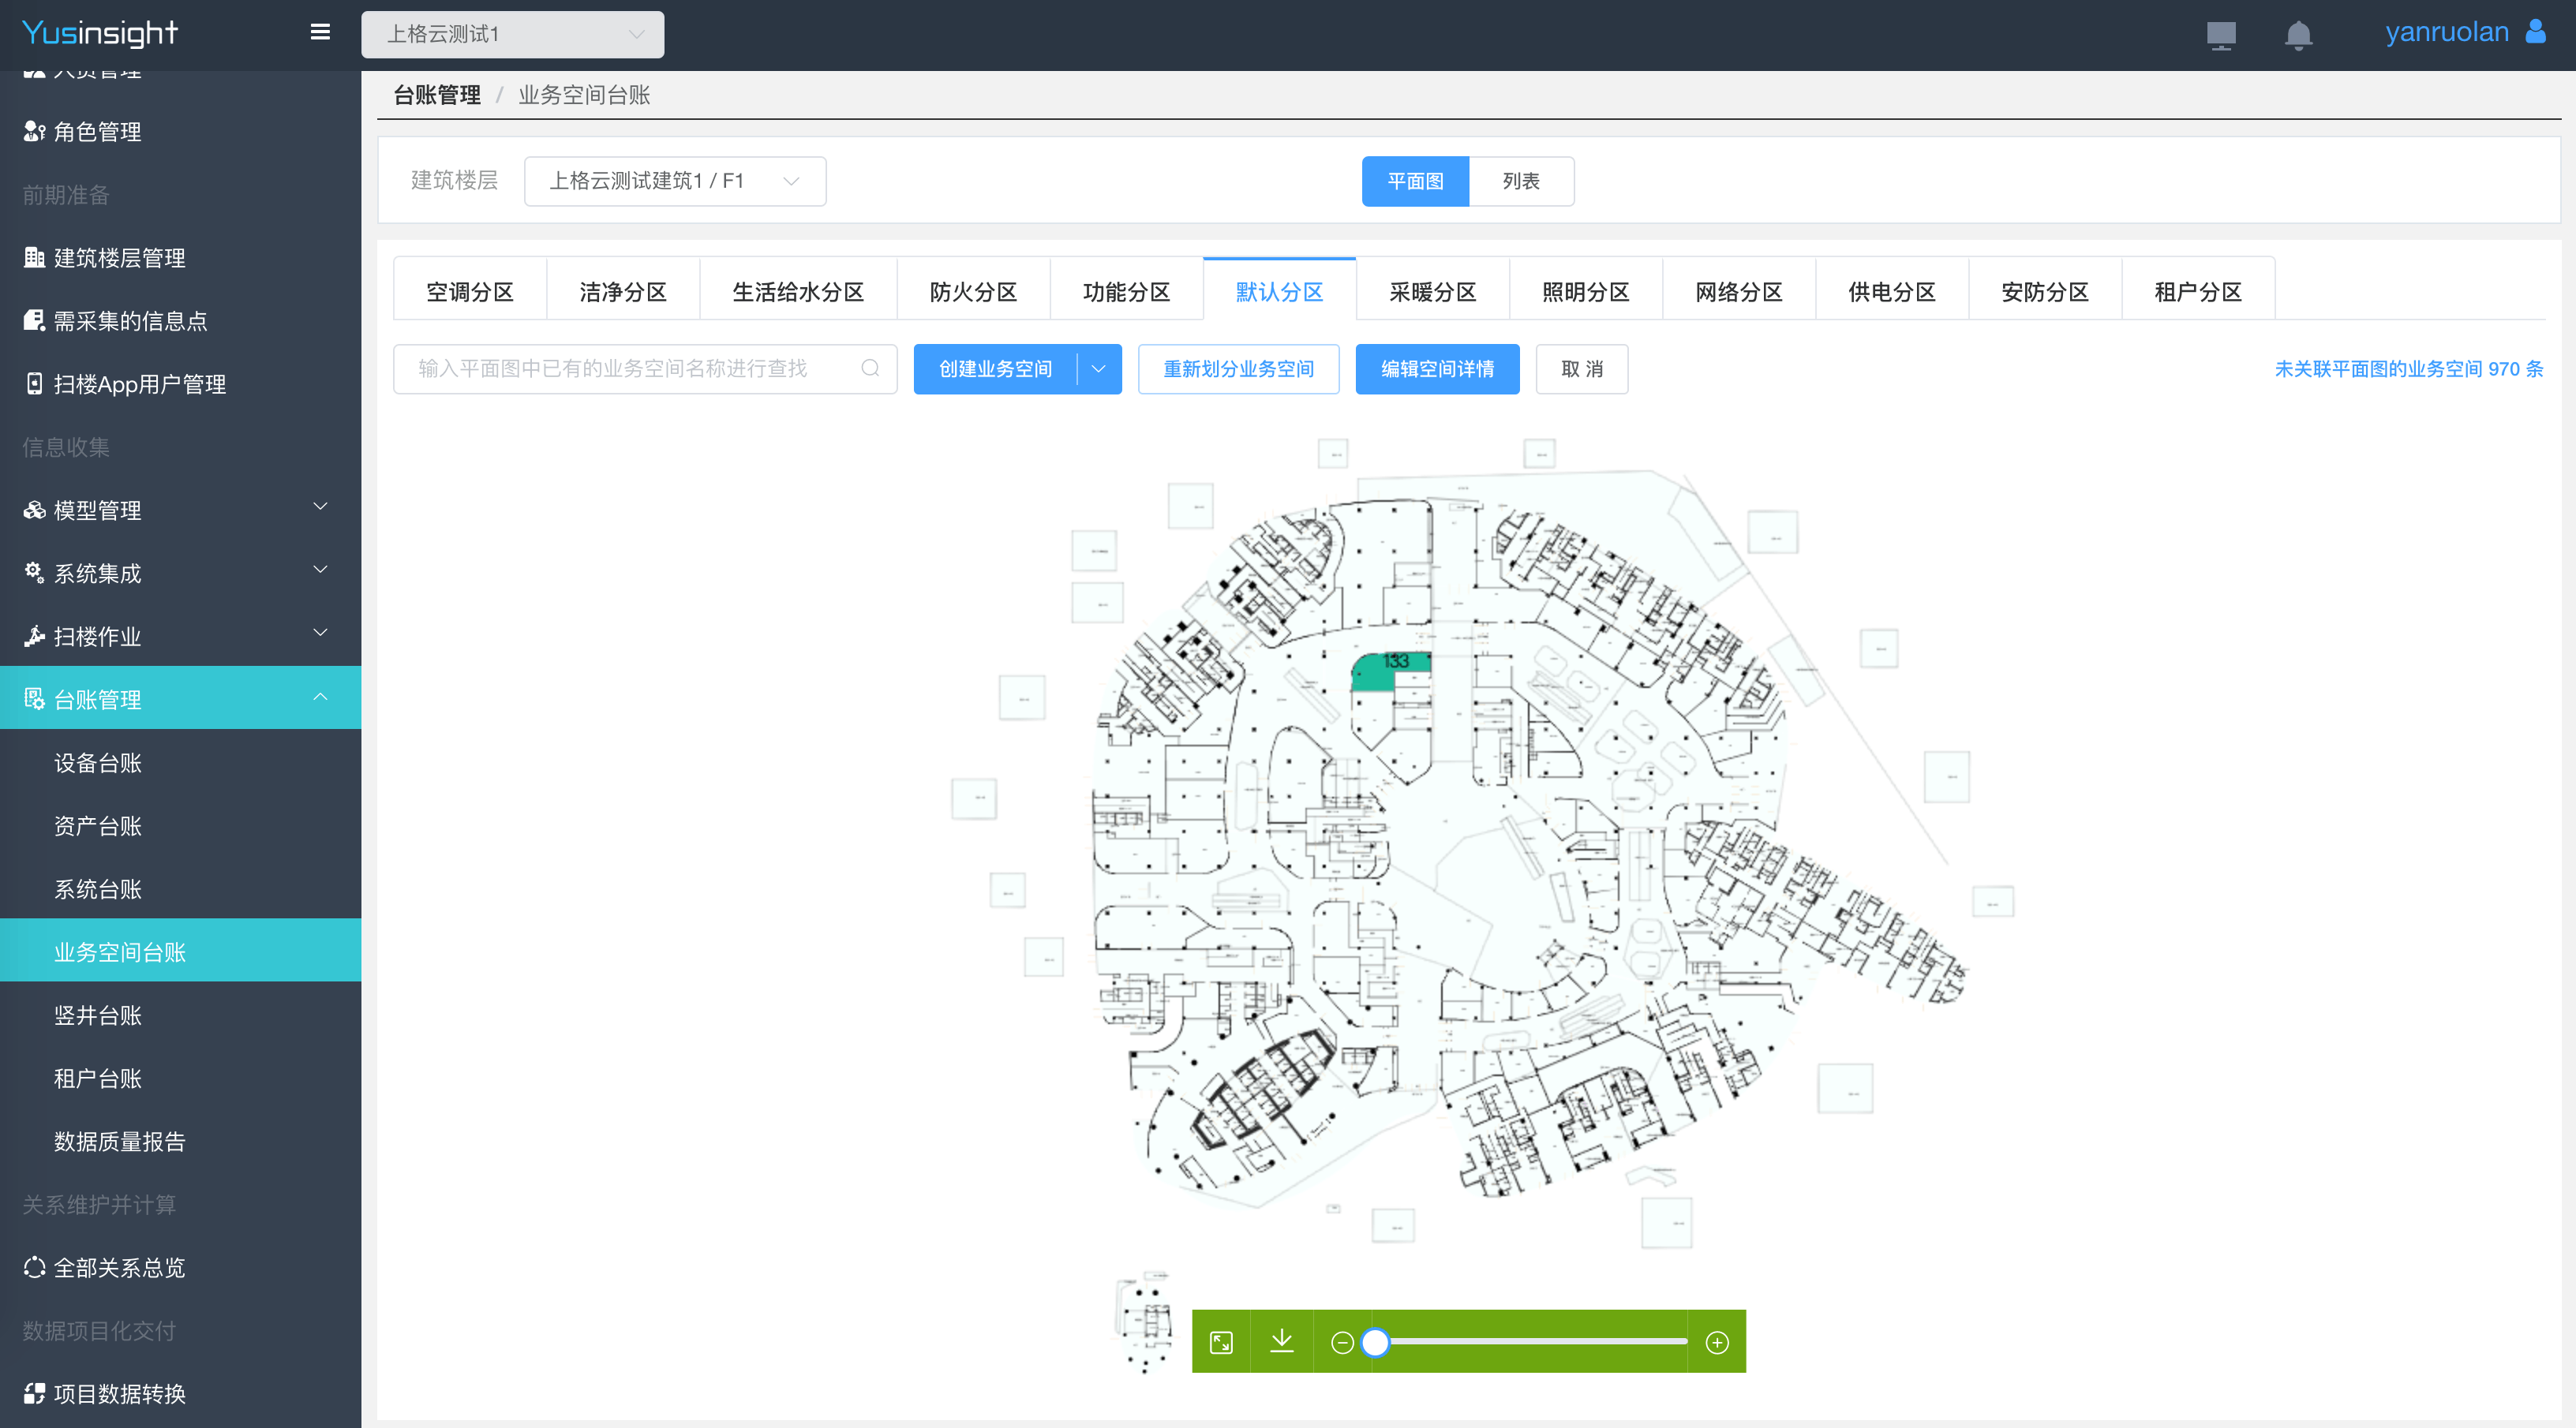 Yusinsight
上格云测试1
yanruolan
人员管理
角色管理
前期准备
建筑楼层管理
需采集的信息点
扫楼App用户管理
信息收集
模型管理
系统集成
扫楼作业
台账管理
设备台账
资产台账
系统台账
业务空间台账
竖井台账
租户台账
数据质量报告
关系维护并计算
全部关系总览
数据项目化交付
项目数据转换
台账管理 / 业务空间台账
建筑楼层 上格云测试建筑1 / F1 平面图 列表
空调分区 洁净分区 生活给水分区 防火分区 功能分区 默认分区 采暖分区 照明分区 网络分区 供电分区 安防分区 租户分区
输入平面图中已有的业务空间名称进行查找 创建业务空间 重新划分业务空间 编辑空间详情 取 消 未关联平面图的业务空间 970 条
133